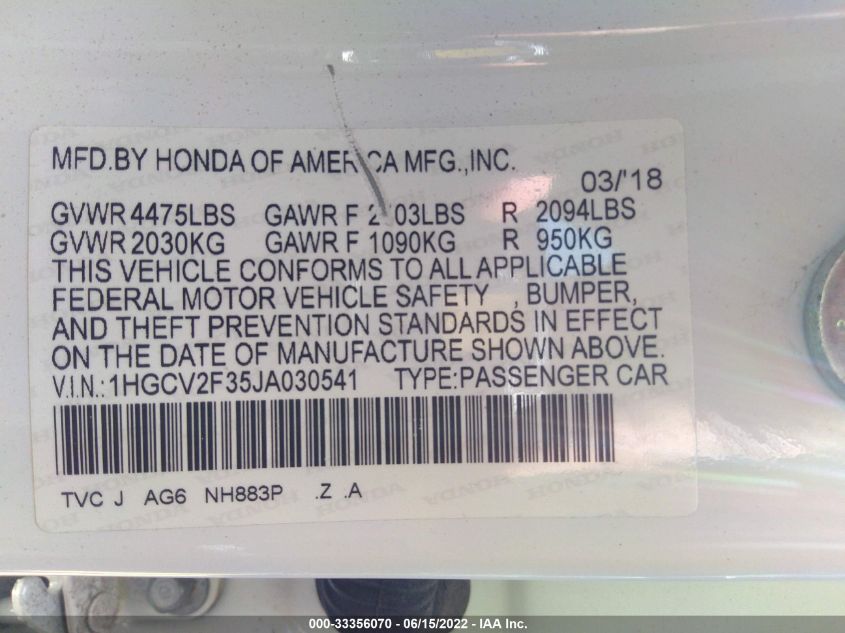 MFD.BY HONDA OF AMERICA MFG.,INC.
03/'18
GVWR 4475LBS GAWR F 2 03LBS R 2094LBS
GVWR 2030KG GAWR F 1090KG R 950KG
THIS VEHICLE CONFORMS TO ALL APPLICABLE
FEDERAL MOTOR VEHICLE SAFETY , BUMPER,
AND THEFT PREVENTION STANDARDS IN EFFECT
ON THE DATE OF MANUFACTURE SHOWN ABOVE.
V.I.N.:1HGCV2F35JA030541 TYPE:PASSENGER CAR
TVC J AG6 NH883P .Z .A
000-33356070 - 06/15/2022 - IAA Inc.